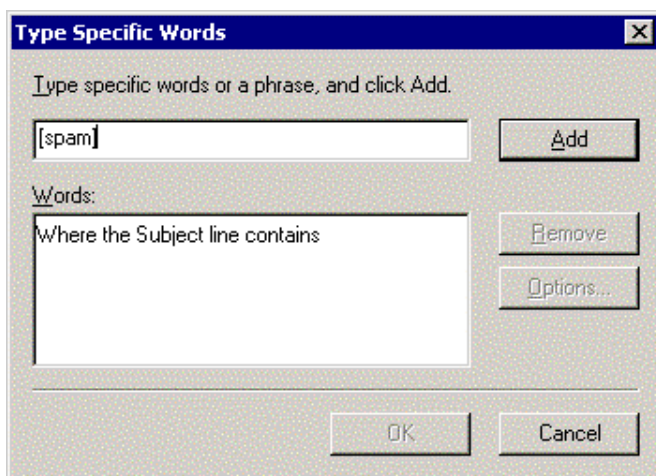 Type Specific Words
Type specific words or a phrase, and click Add.
[spam]
Add
Words:
Where the Subject line contains
Remove
Options...
OK
Cancel